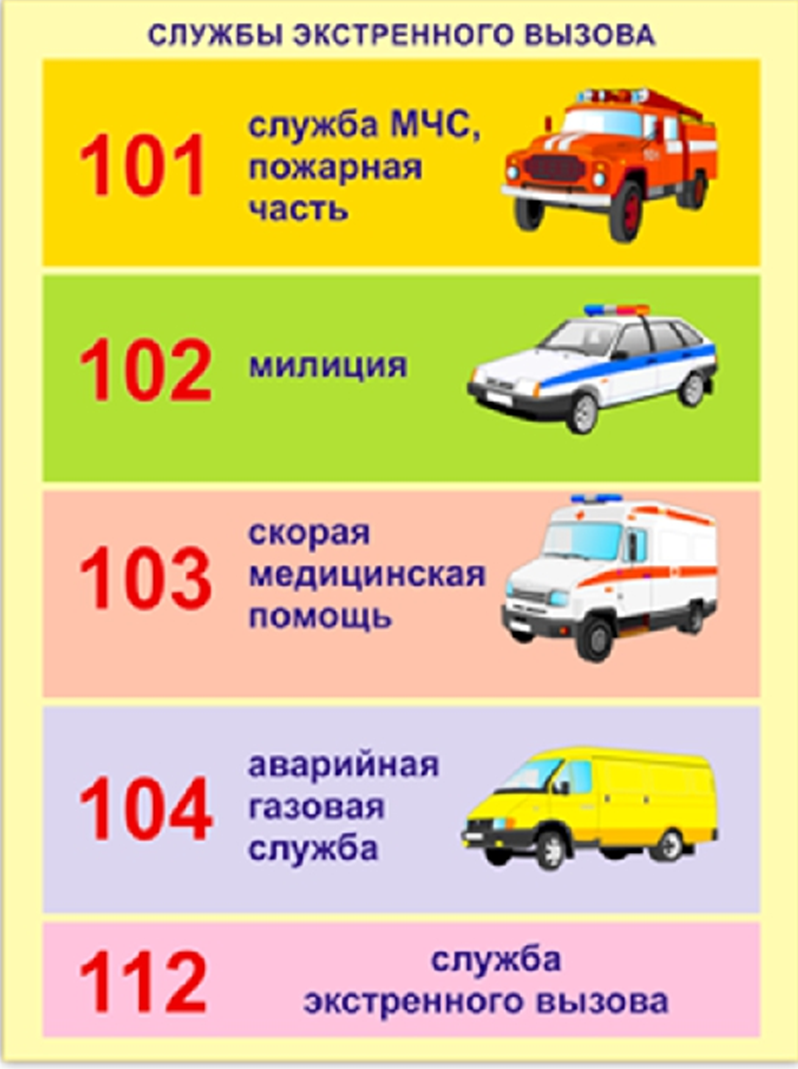 СЛУЖБЫ ЭКСТРЕННОГО ВЫЗОВА
101
служба МЧС,
пожарная
часть
102
милиция
103
скорая
медицинская
помощь
104
аварийная
газовая
служба
112
служба
экстренного вызова